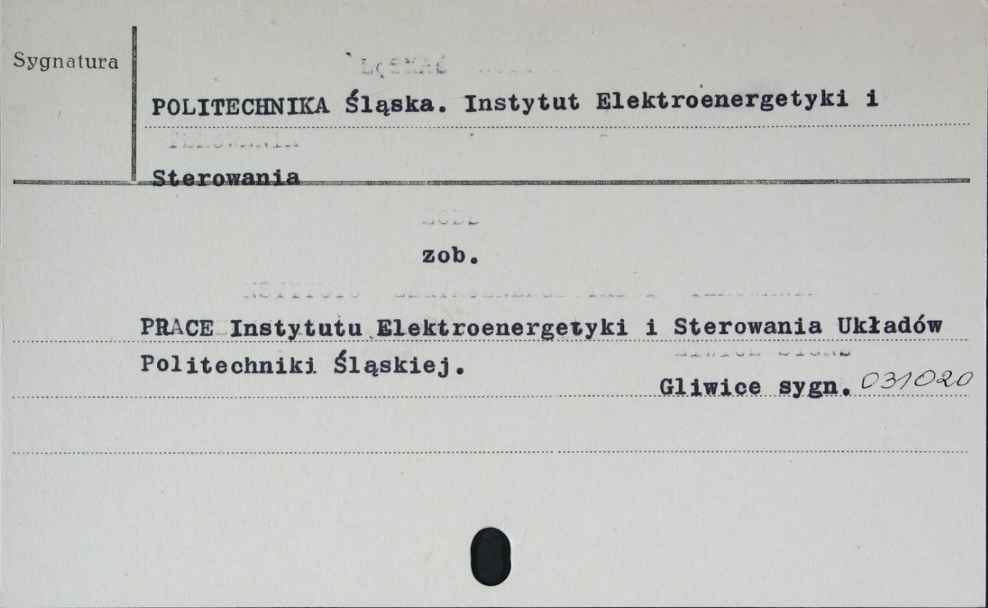 Sygnatura
POLITECHNIKA Śląska. Instytut Elektroenergetyki i
Sterowania
zob.
PRACE Instytutu Elektroenergetyki i Sterowania Układów
Politechniki Śląskiej.
Gliwice sygn. 031020